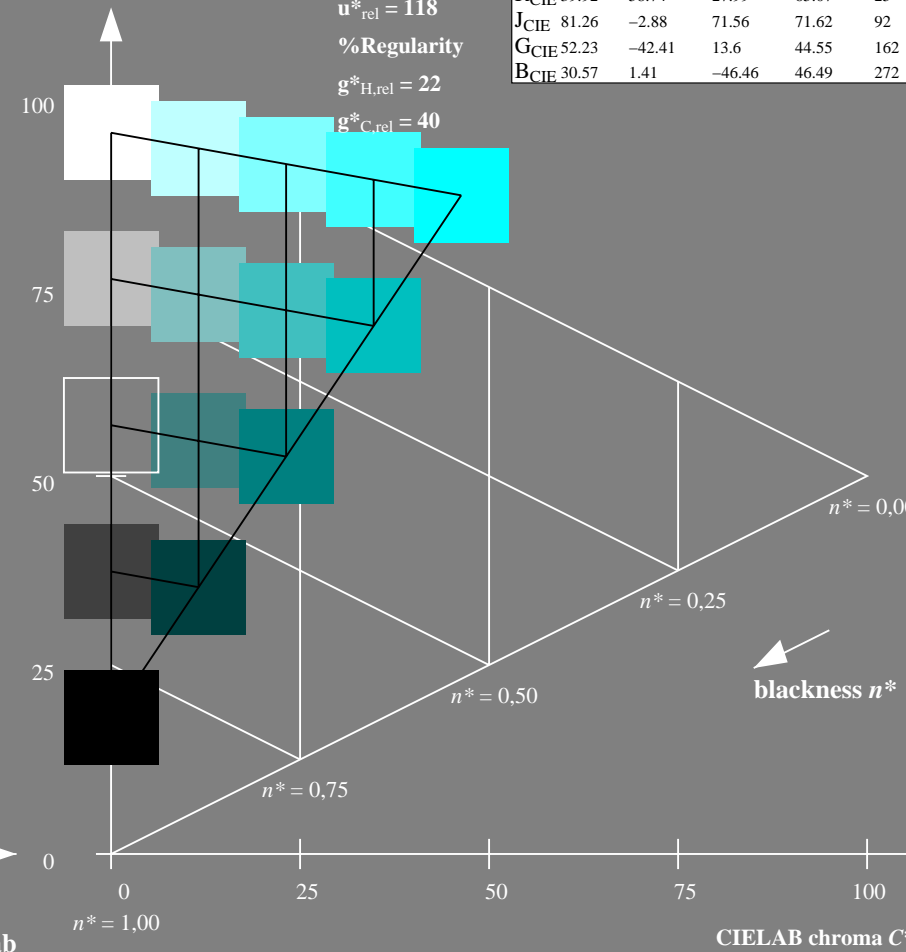 u*rel = 118
%Regularity
g*H,rel = 22
g*C,rel = 40
JCIE 81.26 −2.88 71.56 71.62 92
GCIE 52.23 −42.41 13.6 44.55 162
BCIE 30.57 1.41 −46.46 46.49 272
100
75
50
25
0
n* = 0,00
n* = 0,25
blackness n*
n* = 0,50
n* = 0,75
0 25 50 75 100
n* = 1,00
CIELAB chroma C*